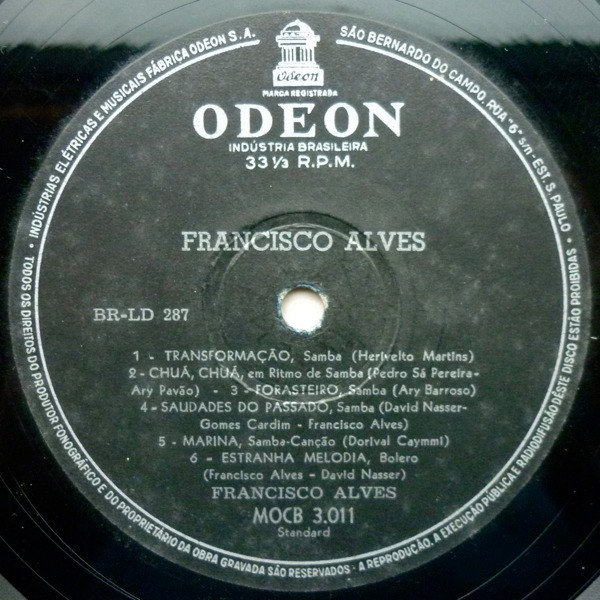 INDÚSTRIAS ELÉTRICAS E MUSICAIS FÁBRICA ODEON S. A.
SÃO BERNARDO DO CAMPO, RUA "6" s/n - EST. S. PAULO
Odeon
MARCA REGISTRADA
ODEON
INDÚSTRIA BRASILEIRA
33 1/3 R.P.M.
FRANCISCO ALVES
BR-LD 287
1 - TRANSFORMAÇÃO, Samba (Herivelto Martins)
2 - CHUÁ, CHUÁ, em Ritmo de Samba (Pedro Sá Pereira-
Ary Pavão) - 3 - FORASTEIRO, Samba (Ary Barroso)
4 - SAUDADES DO PASSADO, Samba (David Nasser-
Gomes Cardim - Francisco Alves)
5 - MARINA, Samba-Canção (Dorival Caymmi)
6 - ESTRANHA MELODIA, Bolero
(Francisco Alves - David Nasser)
FRANCISCO ALVES
MOCB 3.011
Standard
TODOS OS DIREITOS DO PRODUTOR FONOGRÁFICO E DO PROPRIETÁRIO DA OBRA GRAVADA SÃO RESERVADOS · A REPRODUÇÃO, A EXECUÇÃO PÚBLICA E RADIODIFUSÃO DÊSTE DISCO ESTÃO PROIBIDAS